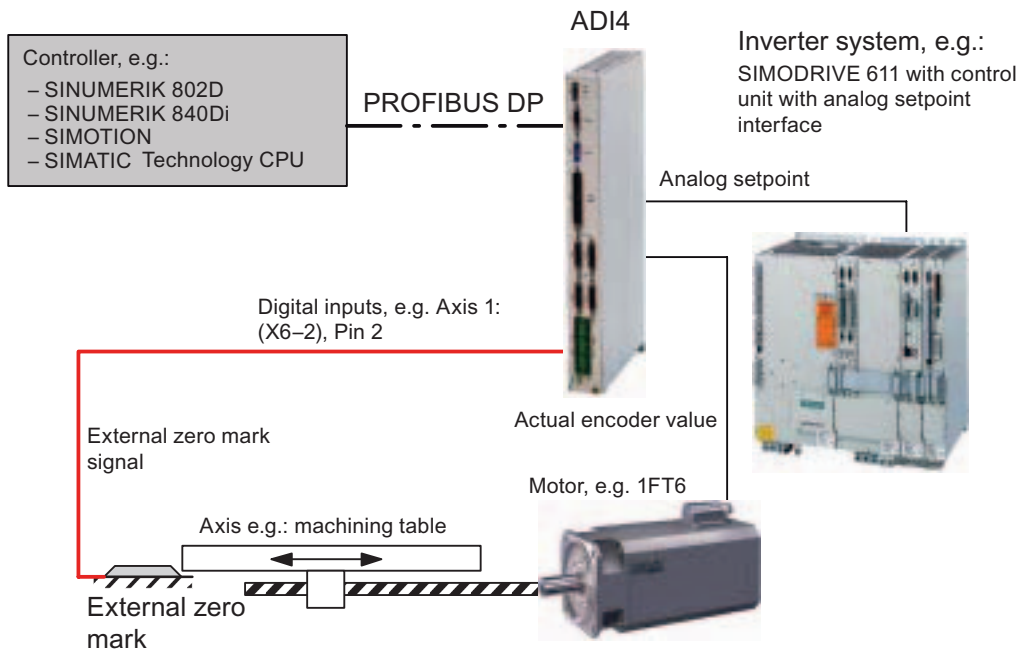 ADI4
Controller, e.g.:
– SINUMERIK 802D
– SINUMERIK 840Di
– SIMOTION
– SIMATIC Technology CPU
PROFIBUS DP
Inverter system, e.g.:
SIMODRIVE 611 with control
unit with analog setpoint
interface
Analog setpoint
Digital inputs, e.g. Axis 1:
(X6–2), Pin 2
Actual encoder value
External zero mark
signal
Motor, e.g. 1FT6
Axis e.g.: machining table
External zero
mark